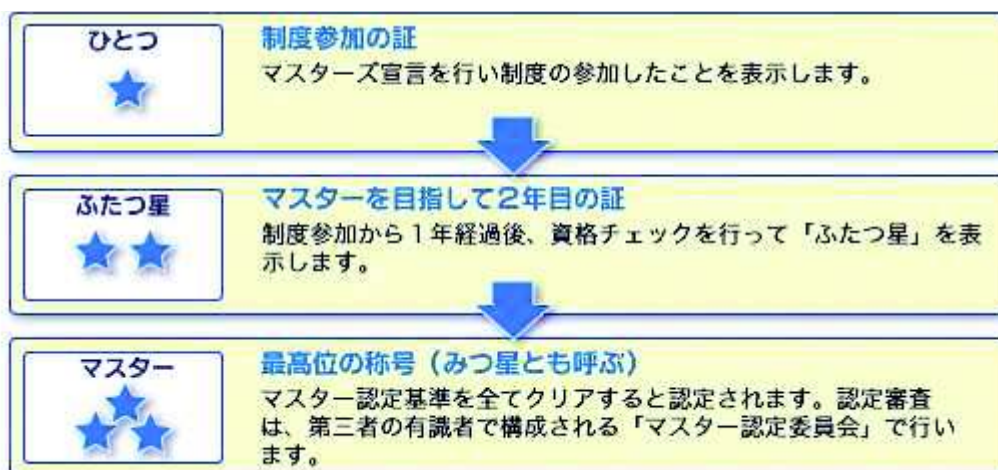 ひとつ
制度参加の証
マスターズ宣言を行い制度の参加したことを表示します。
ふたつ星
マスターを目指して2年目の証
制度参加から1年経過後、資格チェックを行って「ふたつ星」を表
示します。
マスター
最高位の称号（みつ星とも呼ぶ）
マスター認定基準を全てクリアすると認定されます。認定審査
は、第三者の有識者で構成される「マスター認定委員会」で行い
ます。